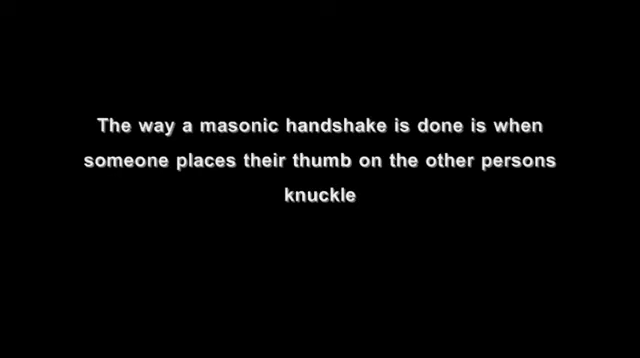 The way a masonic handshake is done is when
someone places their thumb on the other persons
knuckle